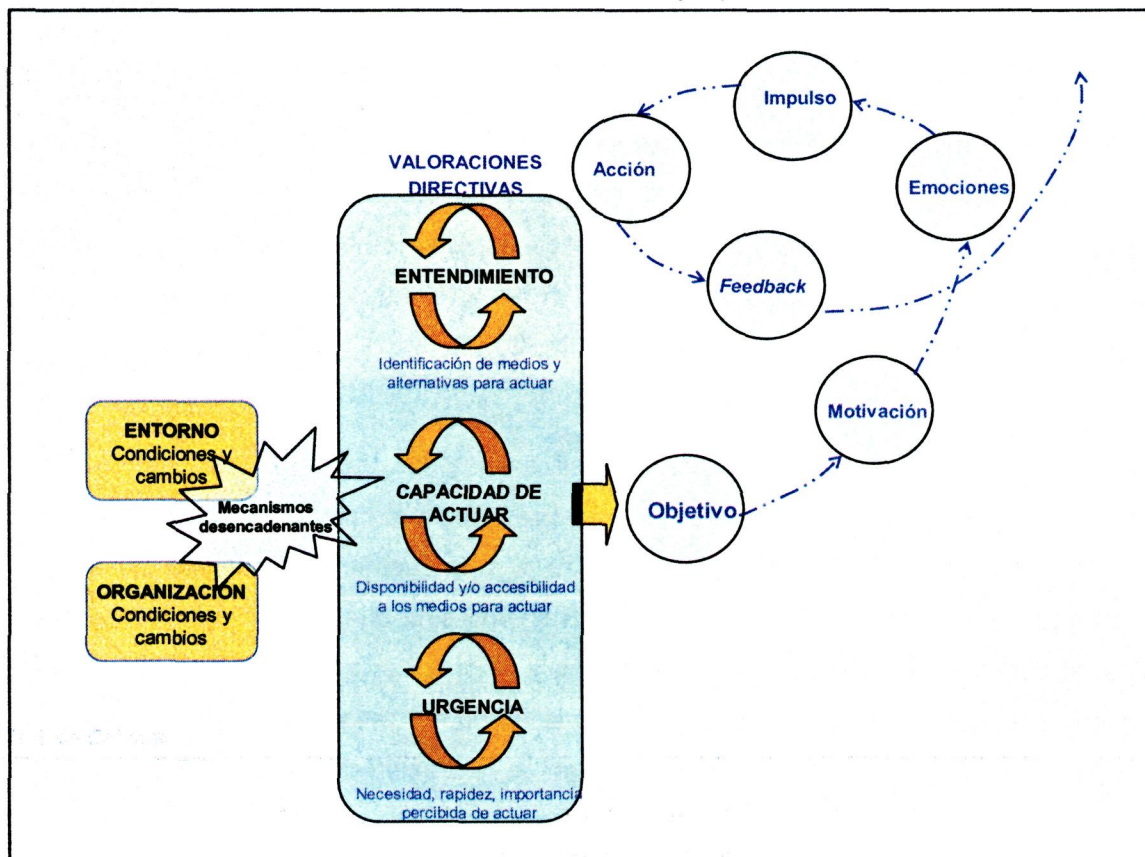 VALORACIONES
DIRECTIVAS
ENTENDIMIENTO
Identificación de medios y
alternativas para actuar
ENTORNO
Condiciones y
cambios
Mecanismos
desencadenantes
ORGANIZACIÓN
Condiciones y
cambios
CAPACIDAD DE
ACTUAR
Disponibilidad y/o accesibilidad
a los medios para actuar
URGENCIA
Necesidad, rapidez, importancia
percibida de actuar
Objetivo
Motivación
Emociones
Impulso
Acción
Feedback